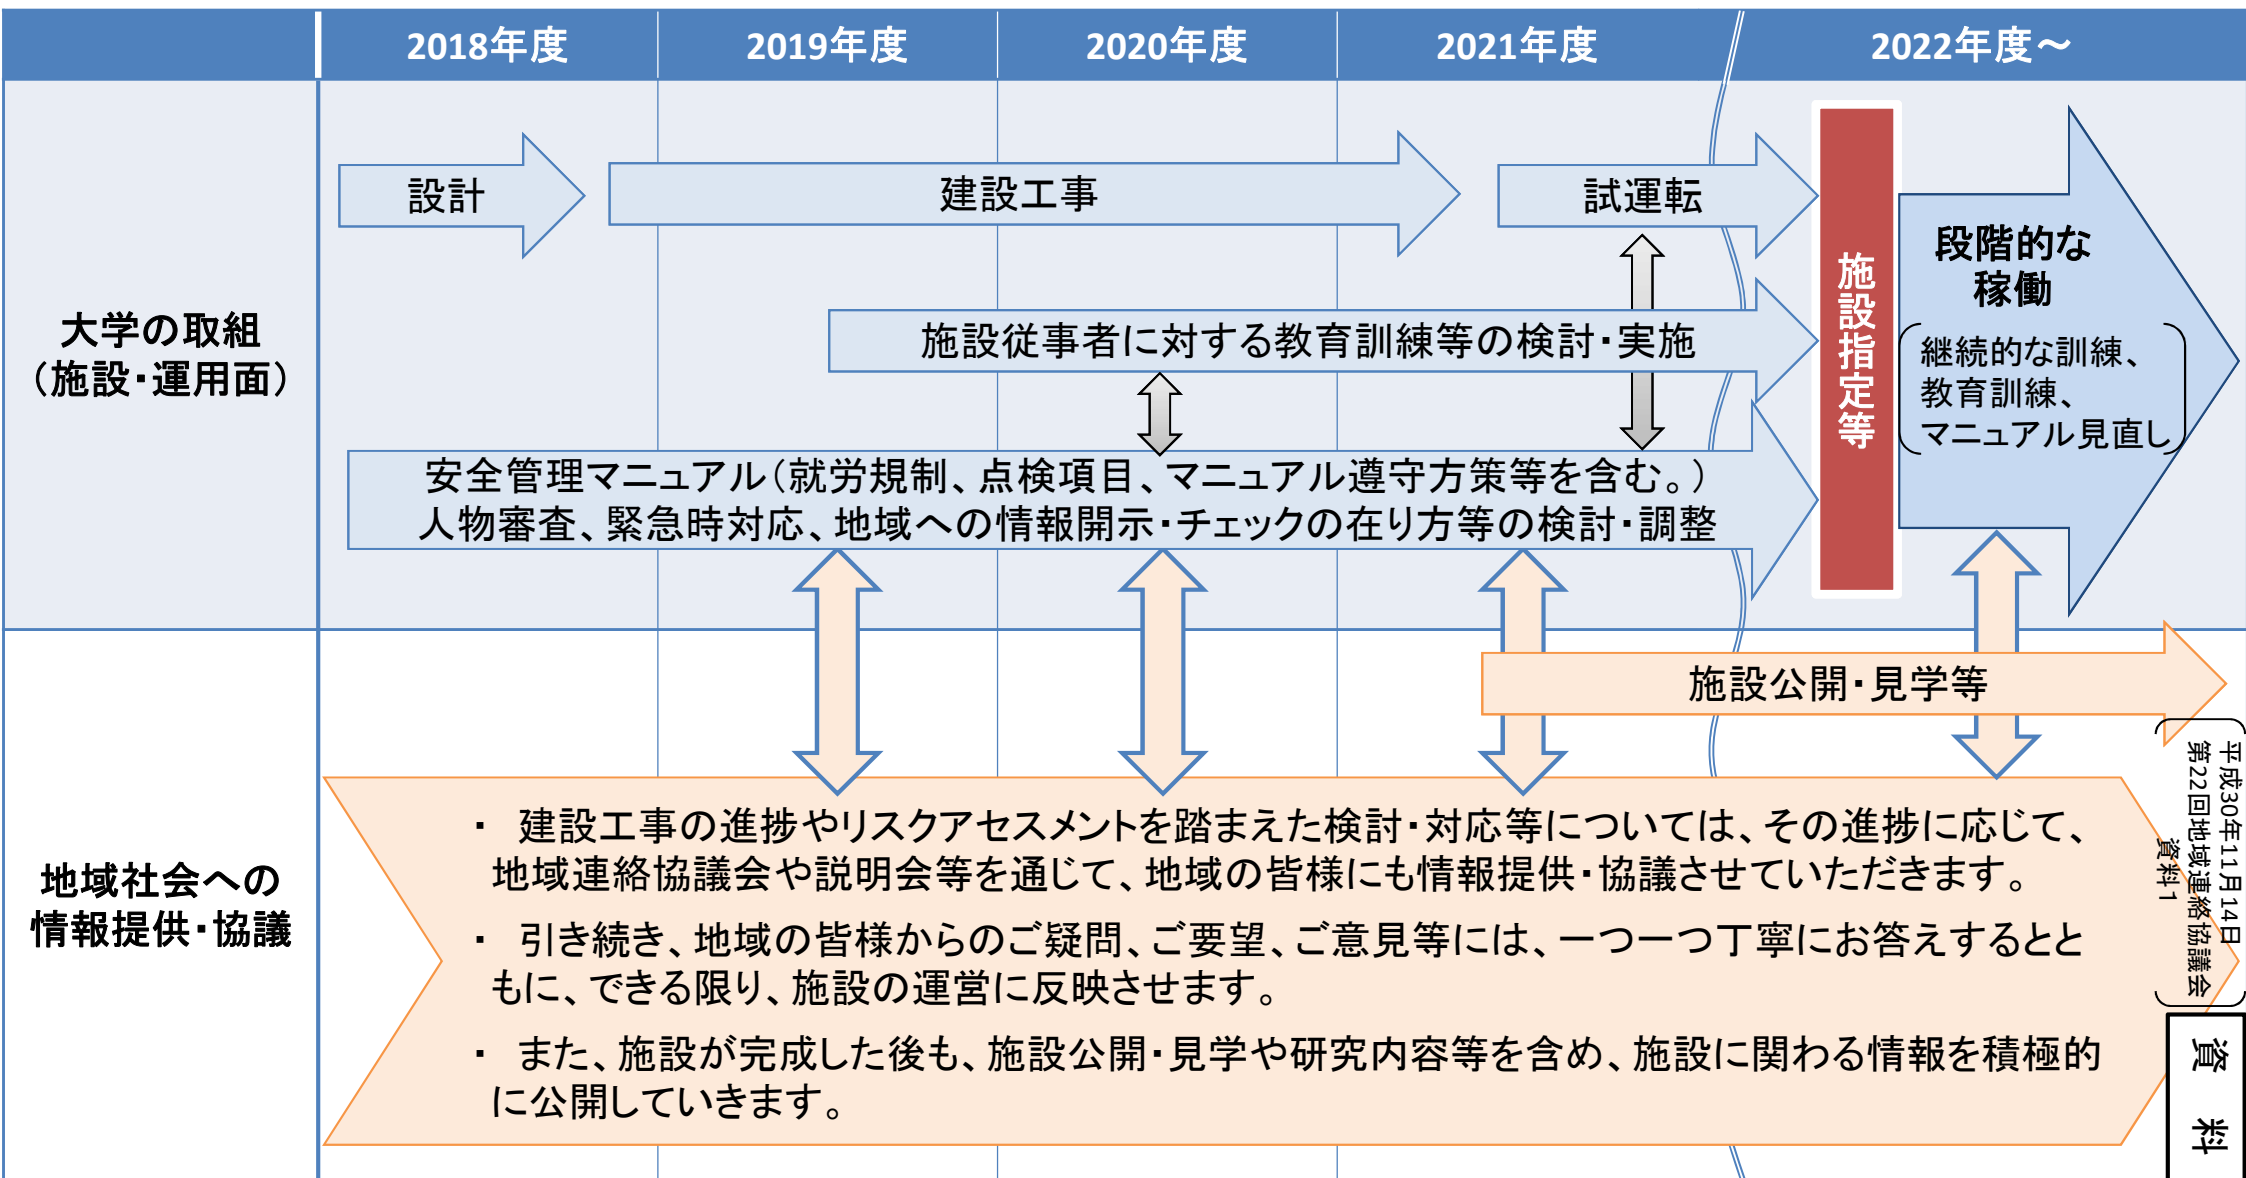 2018年度
2019年度
2020年度
2021年度
2022年度～
大学の取組
（施設・運用面）
設計
建設工事
試運転
施設従事者に対する教育訓練等の検討・実施
安全管理マニュアル（就労規制、点検項目、マニュアル遵守方策等を含む。）
人物審査、緊急時対応、地域への情報開示・チェックの在り方等の検討・調整
施設指定等
段階的な
稼働
継続的な訓練、
教育訓練、
マニュアル見直し
地域社会への
情報提供・協議
施設公開・見学等
・ 建設工事の進捗やリスクアセスメントを踏まえた検討・対応等については、その進捗に応じて、
地域連絡協議会や説明会等を通じて、地域の皆様にも情報提供・協議させていただきます。
・ 引き続き、地域の皆様からのご疑問、ご要望、ご意見等には、一つ一つ丁寧にお答えするとと
もに、できる限り、施設の運営に反映させます。
・ また、施設が完成した後も、施設公開・見学や研究内容等を含め、施設に関わる情報を積極的
に公開していきます。
平成30年11月14日
第22回地域連絡協議会
資料1
資料